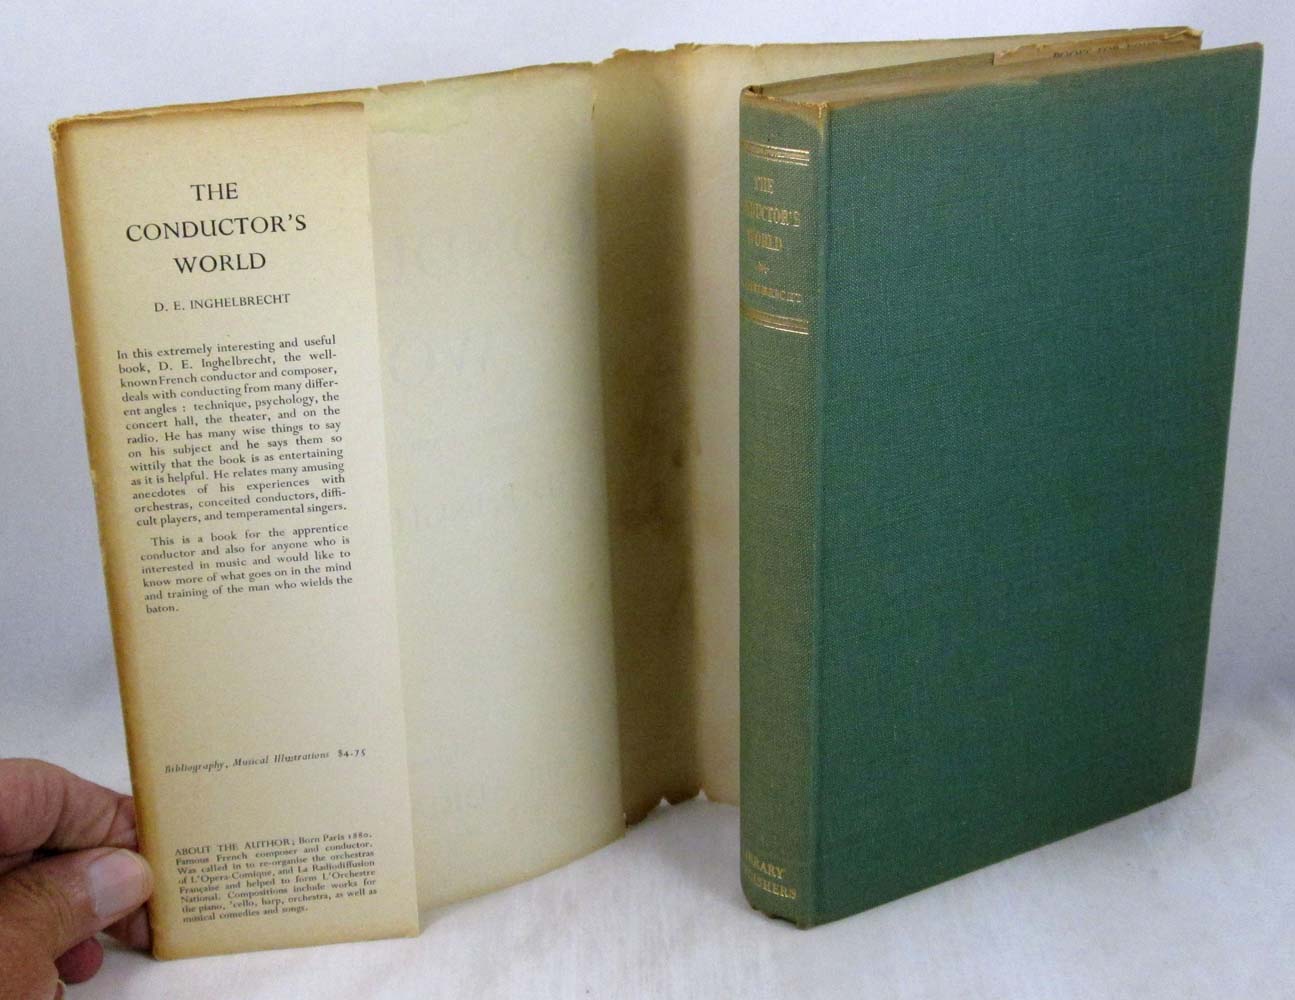 THE
CONDUCTOR'S
WORLD
D. E. INGHELBRECHT
In this extremely interesting and useful
book, D. E. Inghelbrecht, the well-
known French conductor and composer,
deals with conducting from many differ-
ent angles : technique, psychology, the
concert hall, the theater, and on the
radio. He has many wise things to say
on his subject and he says them so
wittily that the book is as entertaining
as it is helpful. He relates many amusing
anecdotes of his experiences with
orchestras, conceited conductors, diffi-
cult players, and temperamental singers.
This is a book for the apprentice
conductor and also for anyone who is
interested in music and would like to
know more of what goes on in the mind
and training of the man who wields the
baton.
Bibliography, Musical Illustrations $4.75
ABOUT THE AUTHOR; Born Paris 1880.
Famous French composer and conductor.
Was called in to re-organise the orchestras
of L'Opera-Comique, and La Radiodiffusion
Française and helped to form L'Orchestre
National. Compositions include works for
the piano, 'cello, harp, orchestra, as well as
musical comedies and songs.
THE
CONDUCTOR'S
WORLD
by
INGHELBRECHT
LIBRARY
PUBLISHERS
BOOKS FOR